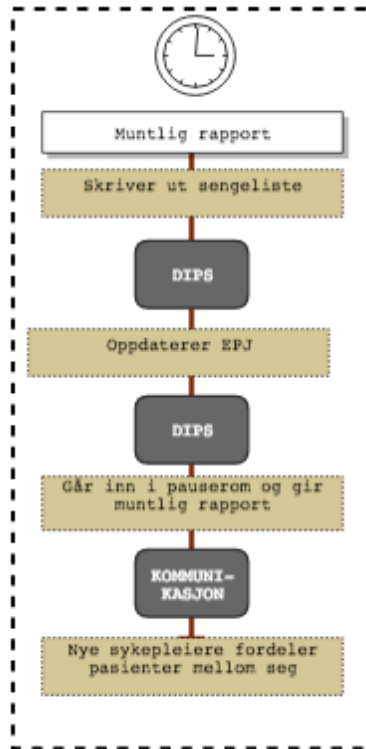 Muntlig rapport
Skriver ut sengeliste
DIPS
Oppdaterer EPJ
DIPS
Går inn i pauserom og gir
muntlig rapport
KOMMUNI-
KASJON
Nye sykepleiere fordeler
pasienter mellom seg